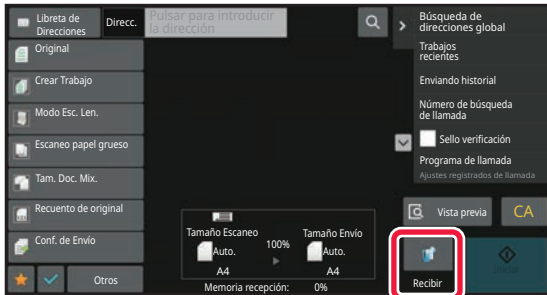 Libreta de
Direcciones
Direcc.
Pulsar para introducir
la dirección
Original
Crear Trabajo
Modo Esc. Len.
Escaneo papel grueso
Tam. Doc. Mix.
Recuento de original
Conf. de Envío
Otros
Tamaño Escaneo
Auto.
A4
100%
Tamaño Envío
Auto.
A4
Memoria recepción: 0%
Búsqueda de
direcciones global
Trabajos
recientes
Enviando historial
Número de búsqueda
de llamada
Sello verificación
Programa de llamada
Ajustes registrados de llamada
Vista previa
CA
Recibir
Iniciar